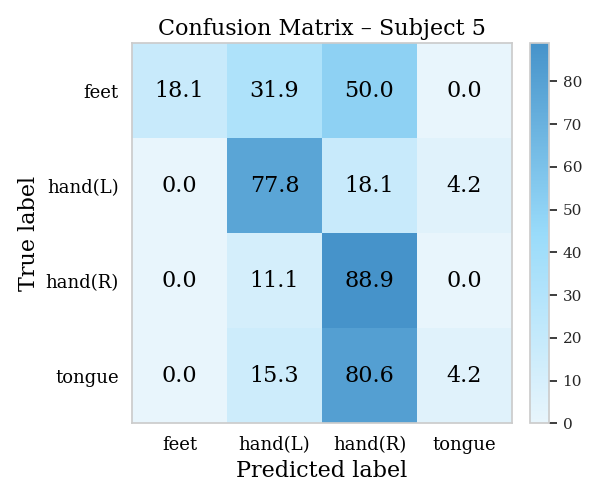 Confusion Matrix – Subject 5
True label
feet 18.1 31.9 50.0 0.0
hand(L) 0.0 77.8 18.1 4.2
hand(R) 0.0 11.1 88.9 0.0
tongue 0.0 15.3 80.6 4.2
feet hand(L) hand(R) tongue
Predicted label
80
70
60
50
40
30
20
10
0